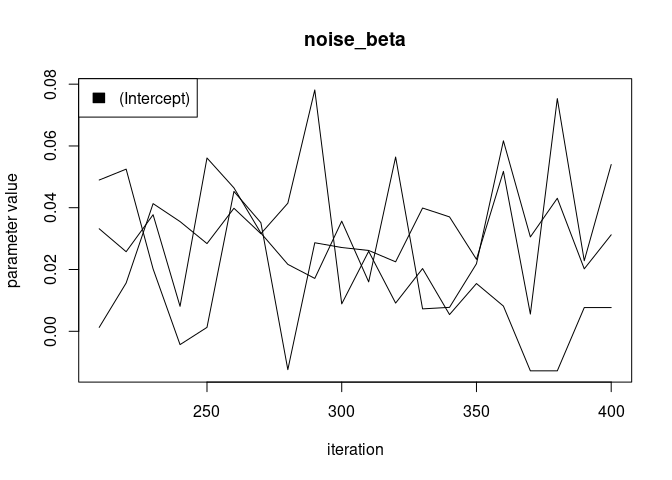 noise_beta
(Intercept)
parameter value
0.08
0.06
0.04
0.02
0.00
250 300 350 400
iteration